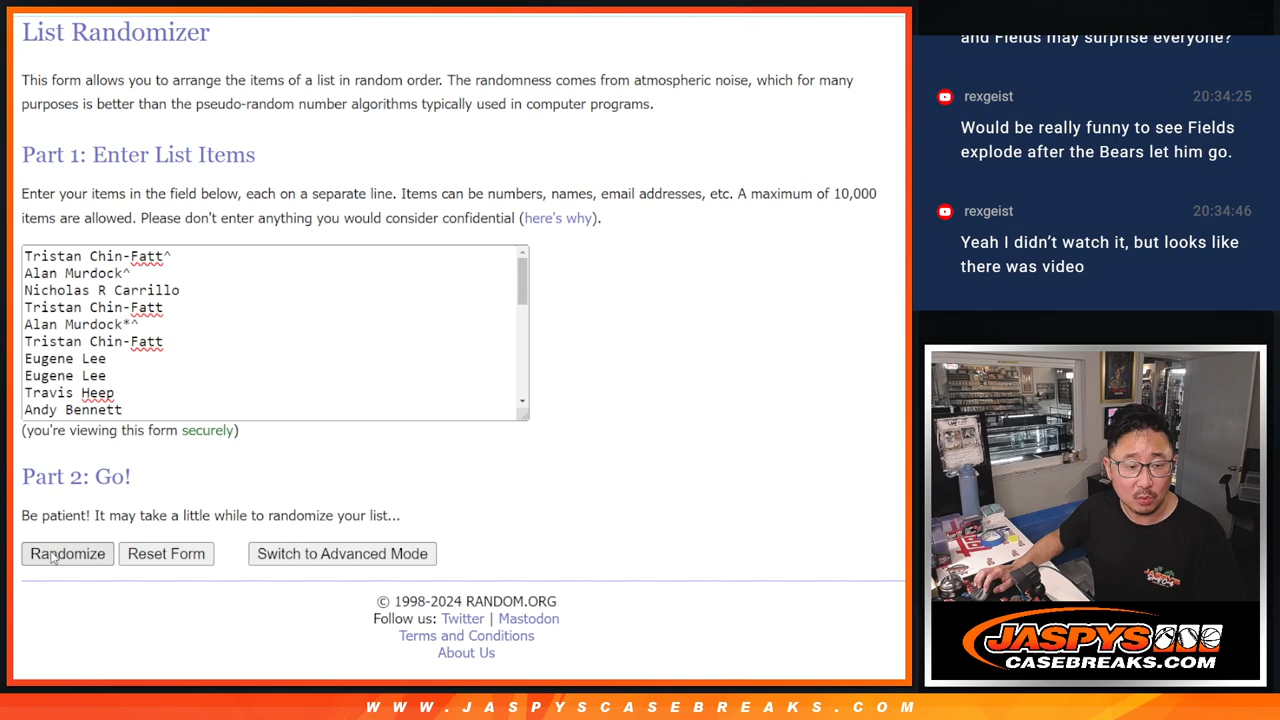 List Randomizer
This form allows you to arrange the items of a list in random order. The randomness comes from atmospheric noise, which for many
purposes is better than the pseudo-random number algorithms typically used in computer programs.
Part 1: Enter List Items
Enter your items in the field below, each on a separate line. Items can be numbers, names, email addresses, etc. A maximum of 10,000
items are allowed. Please don't enter anything you would consider confidential (here's why).
Tristan Chin-Fatt^
Alan Murdock^
Nicholas R Carrillo
Tristan Chin-Fatt
Alan Murdock*^
Tristan Chin-Fatt
Eugene Lee
Eugene Lee
Travis Heep
Andy Bennett
(you're viewing this form securely)
Part 2: Go!
Be patient! It may take a little while to randomize your list...
Randomize Reset Form Switch to Advanced Mode
© 1998-2024 RANDOM.ORG
Follow us: Twitter | Mastodon
Terms and Conditions
About Us
and Fields may surprise everyone?
rexgeist 20:34:25
Would be really funny to see Fields
explode after the Bears let him go.
rexgeist 20:34:46
Yeah I didn't watch it, but looks like
there was video
JASPYS
CASEBREAKS.COM
WWW.JASPYSCASEBREAKS.COM